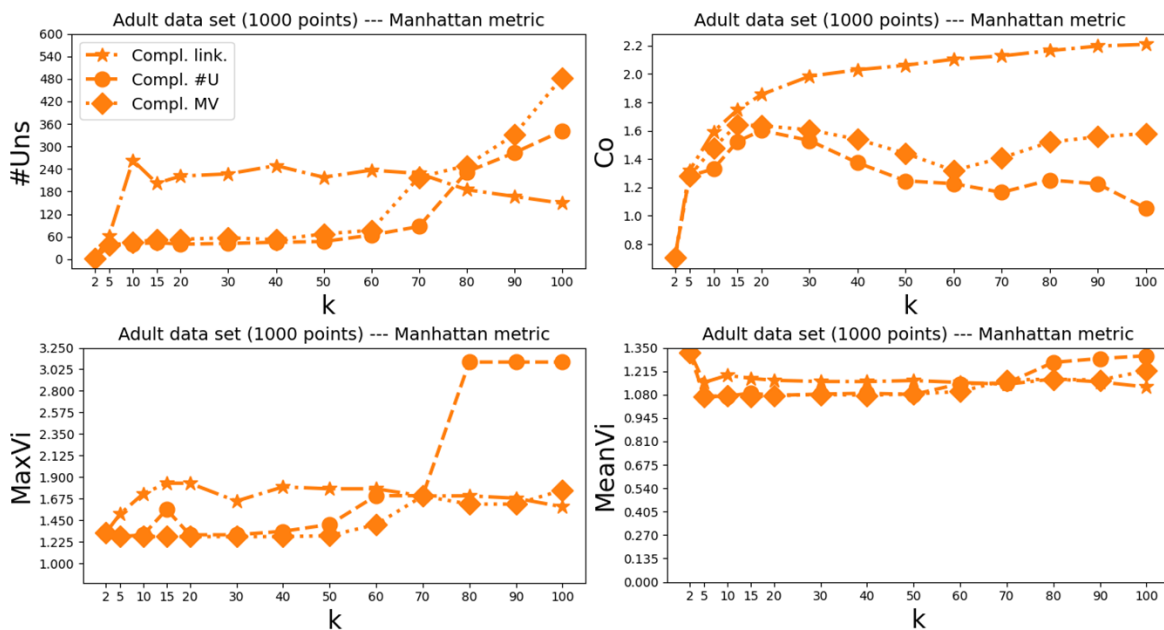 Adult data set (1000 points) --- Manhattan metric
600
540
480
420
360
300
240
180
120
60
0
#Uns
Compl. link.
Compl. #U
Compl. MV
2 5 10 15 20 30 40 50 60 70 80 90 100
k
Adult data set (1000 points) --- Manhattan metric
2.2
2.0
1.8
1.6
1.4
1.2
1.0
0.8
Co
2 5 10 15 20 30 40 50 60 70 80 90 100
k
Adult data set (1000 points) --- Manhattan metric
3.250
3.025
2.800
2.575
2.350
2.125
1.900
1.675
1.450
1.225
1.000
MaxVi
2 5 10 15 20 30 40 50 60 70 80 90 100
k
Adult data set (1000 points) --- Manhattan metric
1.350
1.215
1.080
0.945
0.810
0.675
0.540
0.405
0.270
0.135
0.000
MeanVi
2 5 10 15 20 30 40 50 60 70 80 90 100
k